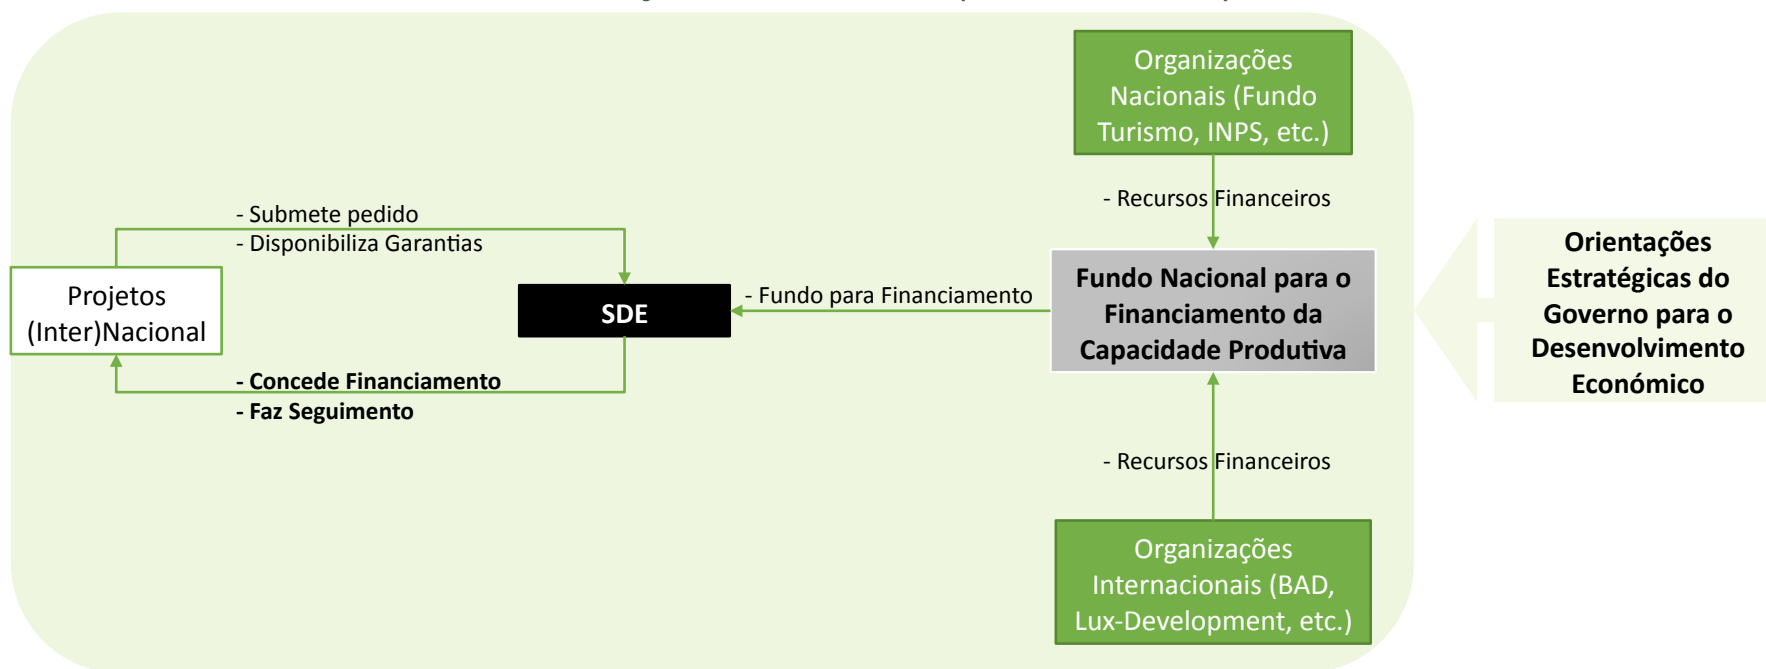 Organizações
Nacionais (Fundo
Turismo, INPS, etc.)
- Recursos Financeiros
- Submete pedido
- Disponibiliza Garantias
Projetos
(Inter)Nacional
SDE
- Fundo para Financiamento
Fundo Nacional para o
Financiamento da
Capacidade Produtiva
Orientações
Estratégicas do
Governo para o
Desenvolvimento
Económico
- Concede Financiamento
- Faz Seguimento
- Recursos Financeiros
Organizações
Internacionais (BAD,
Lux-Development, etc.)